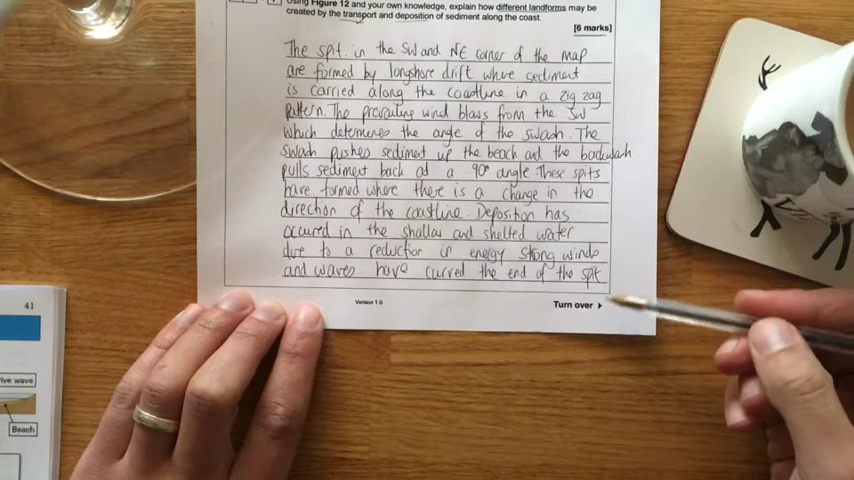 Using Figure 12 and your own knowledge, explain how different landforms may be
created by the transport and deposition of sediment along the coast.
[6 marks]
The spit in the SW and NE corner of the map
are formed by longshore drift where sediment
is carried along the coastline in a zig zag
pattern. The prevailing wind blows from the SW
which determines the angle of the swash. The
swash pushes sediment up the beach and the backwash
pulls sediment back at a 90° angle. These spits
have formed where there is a change in the
direction of the coastline. Deposition has
occured in the shallow and shelted water
due to a reduction in energy. Strong winds
and waves have curved the end of the spit
Version 1.0
Turn over
41
ive wave
Beach